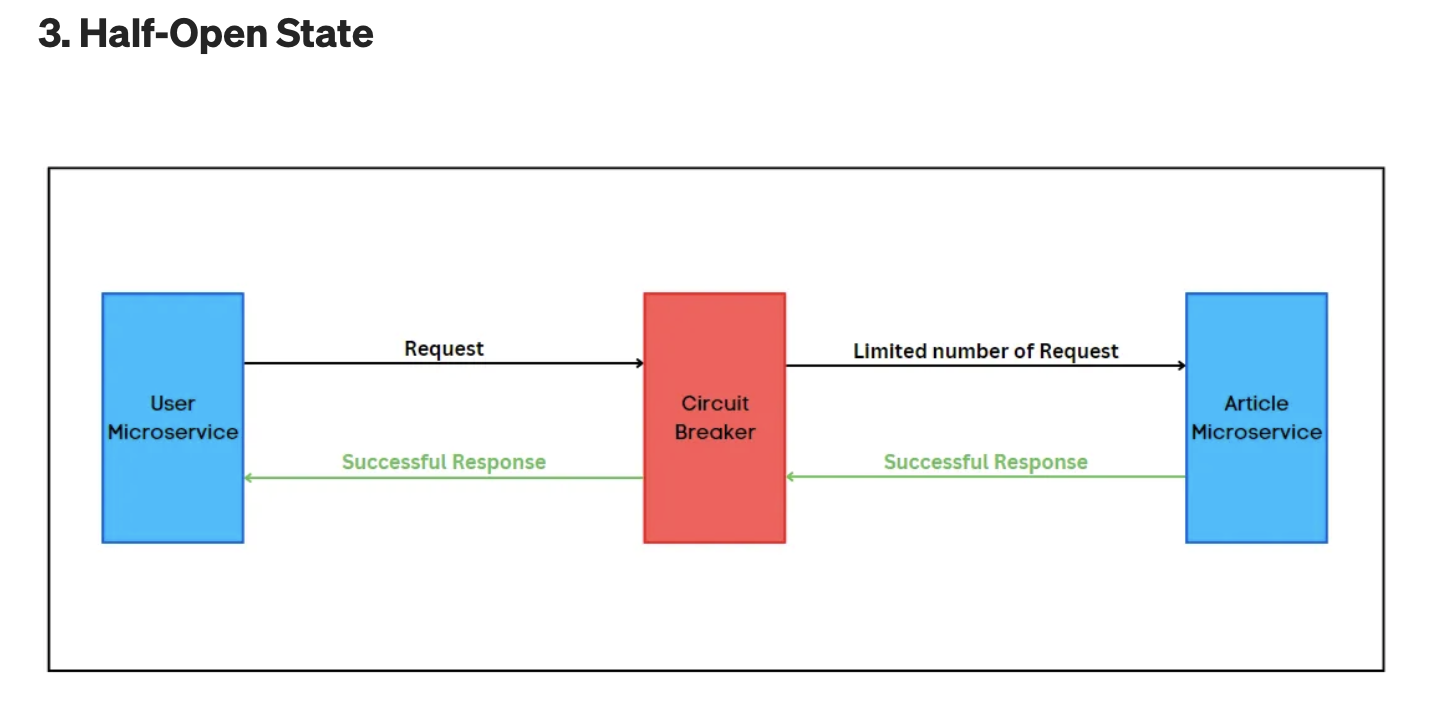 3. Half-Open State
Request
Limited number of Request
User
Microservice
Circuit
Breaker
Article
Microservice
Successful Response
Successful Response